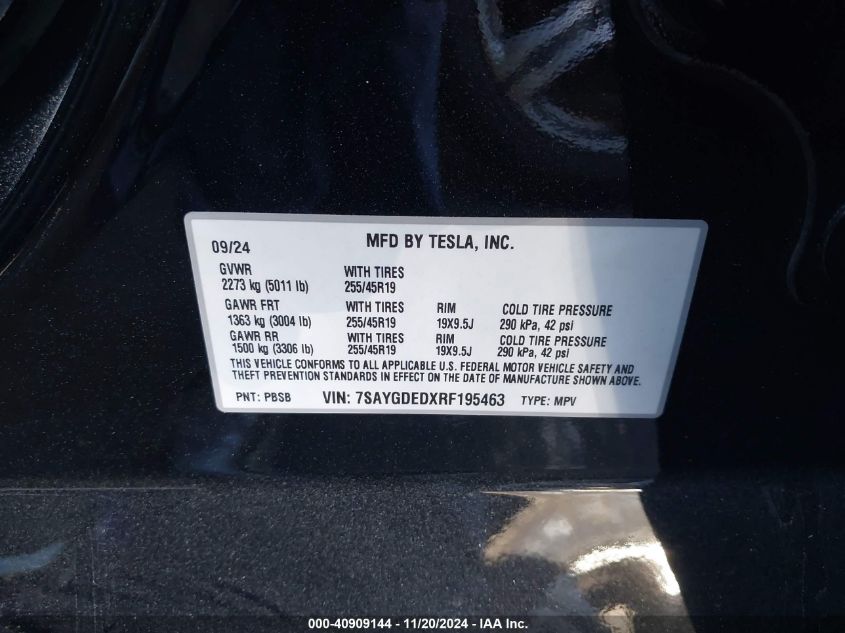 09/24 MFD BY TESLA, INC.
GVWR WITH TIRES
2273 kg (5011 lb) 255/45R19
GAWR FRT WITH TIRES RIM COLD TIRE PRESSURE
1363 kg (3004 lb) 255/45R19 19X9.5J 290 kPa, 42 psi
GAWR RR WITH TIRES RIM COLD TIRE PRESSURE
1500 kg (3306 lb) 255/45R19 19X9.5J 290 kPa, 42 psi
THIS VEHICLE CONFORMS TO ALL APPLICABLE U.S. FEDERAL MOTOR VEHICLE SAFETY AND
THEFT PREVENTION STANDARDS IN EFFECT ON THE DATE OF MANUFACTURE SHOWN ABOVE.
PNT: PBSB VIN: 7SAYGDEDXRF195463 TYPE: MPV
000-40909144 - 11/20/2024 - IAA Inc.